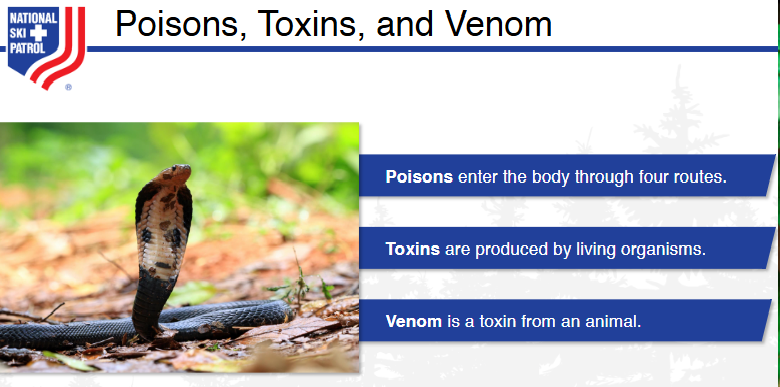 NATIONAL
SKI
PATROL
®
Poisons, Toxins, and Venom
Poisons enter the body through four routes.
Toxins are produced by living organisms.
Venom is a toxin from an animal.